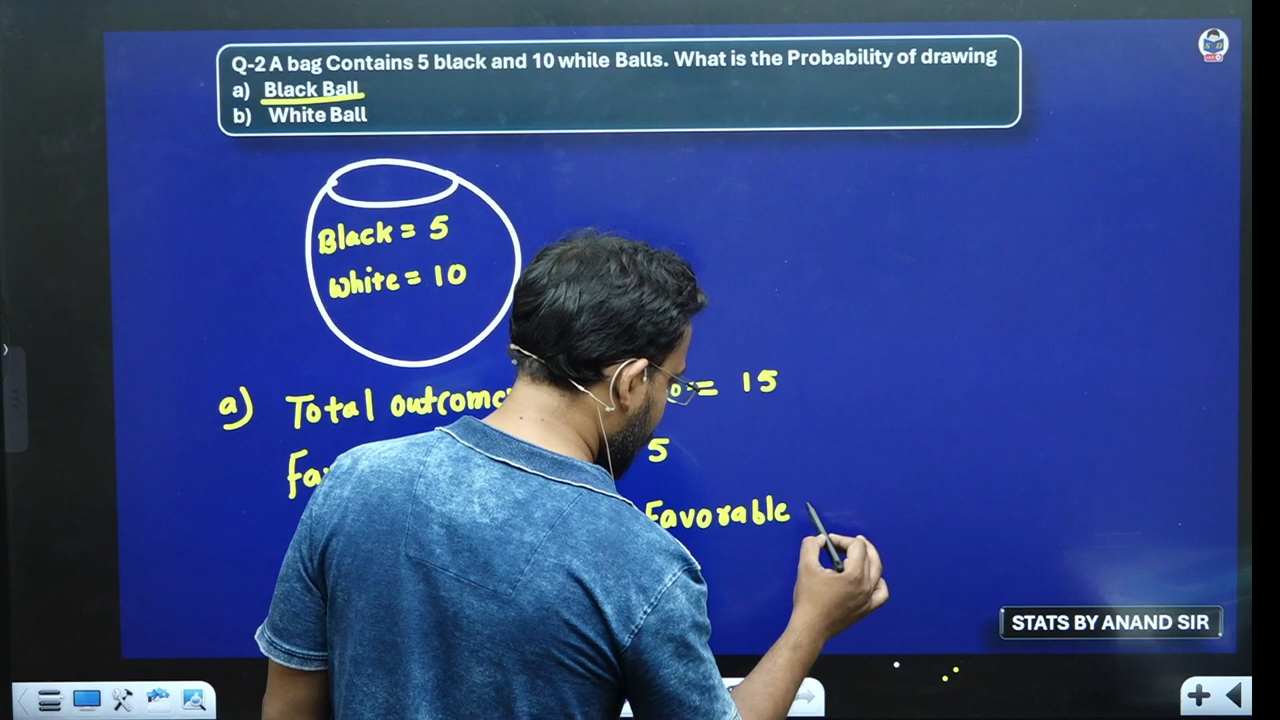 Q-2 A bag Contains 5 black and 10 while Balls. What is the Probability of drawing
a) Black Ball
b) White Ball
Black = 5
White = 10
a) Total outcome = 15
5
Favorable
STATS BY ANAND SIR